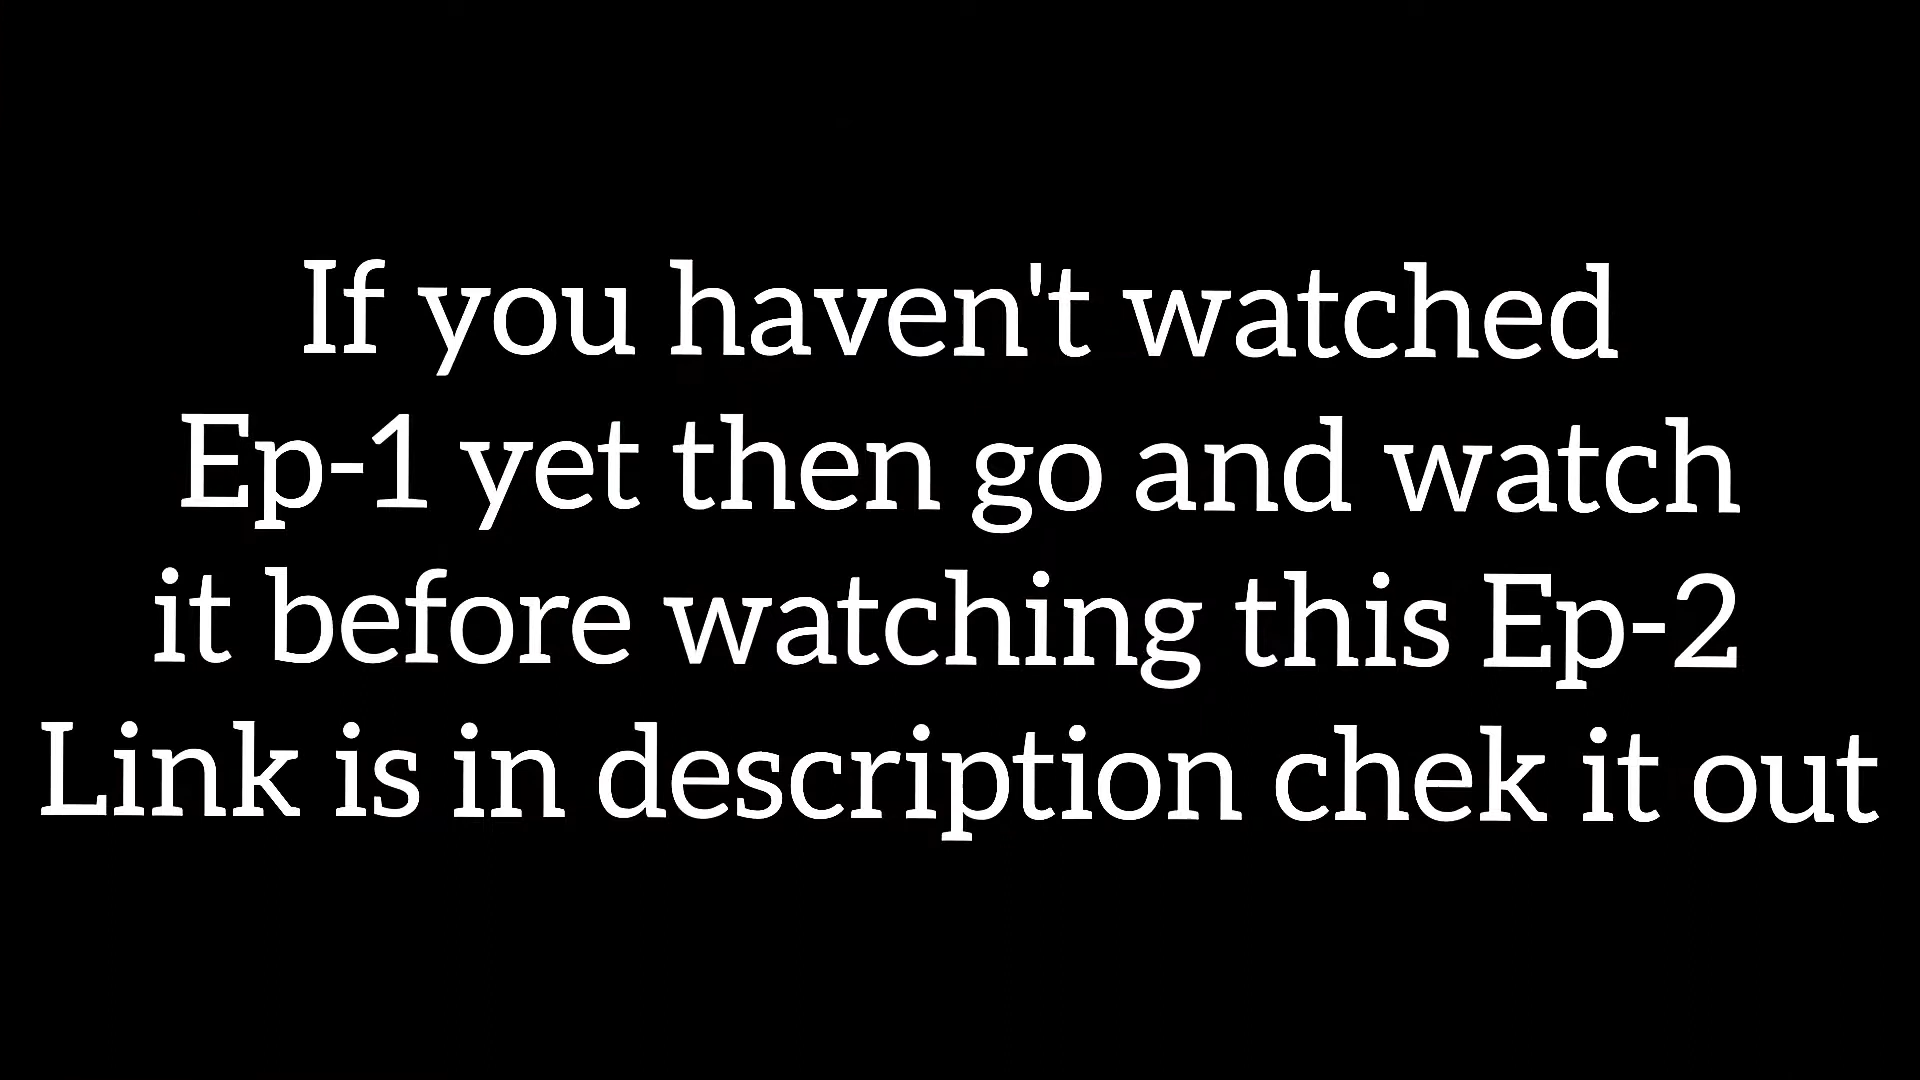 If you haven't watched
Ep-1 yet then go and watch
it before watching this Ep-2
Link is in description chek it out